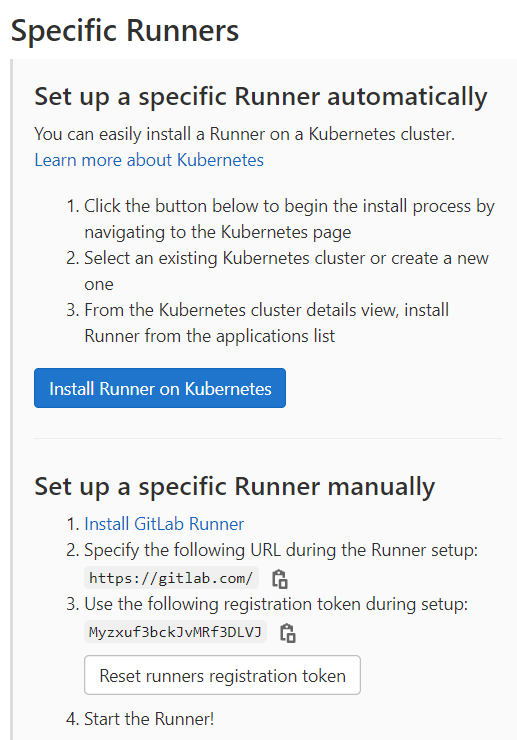 Specific Runners
Set up a specific Runner automatically
You can easily install a Runner on a Kubernetes cluster.
Learn more about Kubernetes
1. Click the button below to begin the install process by
navigating to the Kubernetes page
2. Select an existing Kubernetes cluster or create a new
one
3. From the Kubernetes cluster details view, install
Runner from the applications list
Install Runner on Kubernetes
Set up a specific Runner manually
1. Install GitLab Runner
2. Specify the following URL during the Runner setup:
https://gitlab.com/
3. Use the following registration token during setup:
Myzxuf3bckJvMRf3DLVJ
Reset runners registration token
4. Start the Runner!